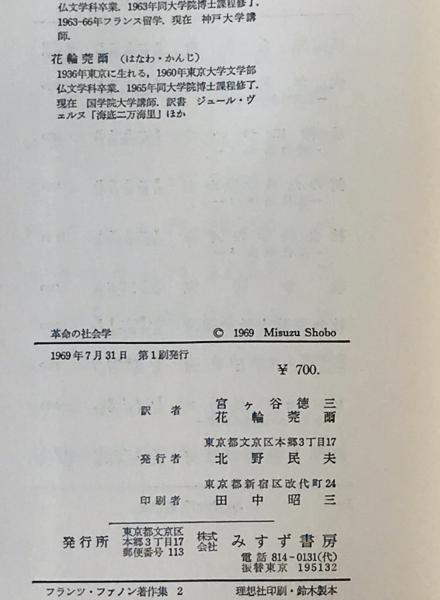 仏文学科卒業．1963年同大学院博士課程修了．
1963-66年フランス留学．現在 神戸大学講
師．
花輪莞爾（はなわ・かんじ）
1936年東京に生れる，1960年東京大学文学部
仏文学科卒業．1965年同大学院博士課程修了．
現在 国学院大学講師．訳書 ジュール・ヴ
ェルヌ「海底二万海里」ほか
革命の社会学
© 1969 Misuzu Shobo
1969年7月31日 第1刷発行
¥ 700.
訳者 宮ヶ谷徳三
花輪莞爾
東京都文京区本郷3丁目17
発行者 北野民夫
東京都新宿区改代町24
印刷者 田中昭三
発行所 東京都文京区
本郷3丁目17
郵便番号 113
株式
会社 みすず書房
電話 814-0131(代)
振替東京 195132
フランツ・ファノン著作集 2
理想社印刷・鈴木製本